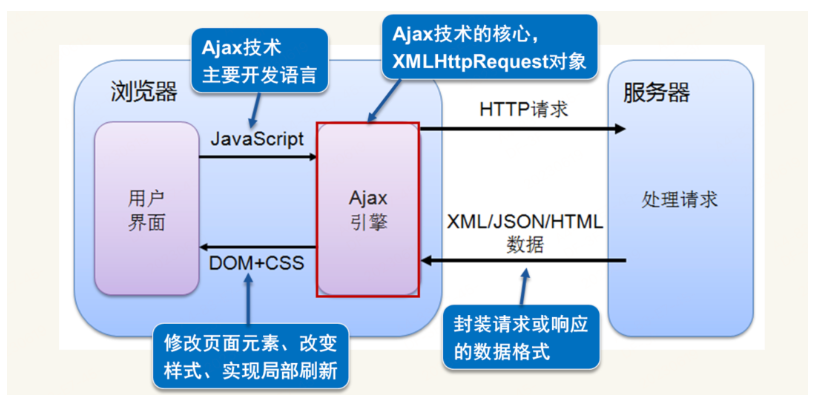 Ajax技术
主要开发语言
Ajax技术的核心，
XMLHttpRequest对象
浏览器
服务器
HTTP请求
JavaScript
用户
界面
Ajax
引擎
处理请求
XML/JSON/HTML
数据
DOM+CSS
修改页面元素、改变
样式、实现局部刷新
封装请求或响应
的数据格式